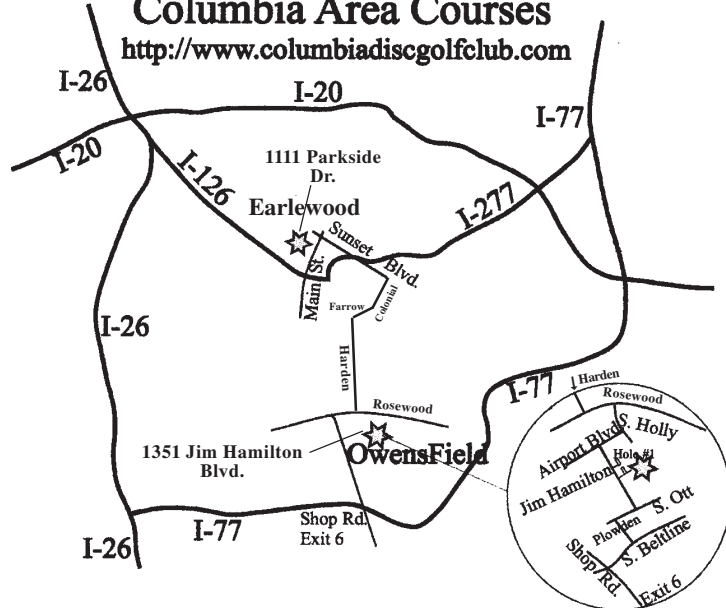 Columbia Area Courses
http://www.columbiadiscgolfclub.com
I-26
I-20
I-77
I-20
I-126
1111 Parkside
Dr.
Earlewood
I-277
Sunset Blvd.
Main St.
Farrow
Colonial
I-26
Harden
I-77
Rosewood
1351 Jim Hamilton
Blvd.
OwensField
Shop Rd.
Exit 6
I-77
I-26
Harden
Rosewood
S. Holly
Airport Blvd
Hole #1
Jim Hamilton
S. Ott
Plowden
S. Beltline
Shop Rd.
Exit 6